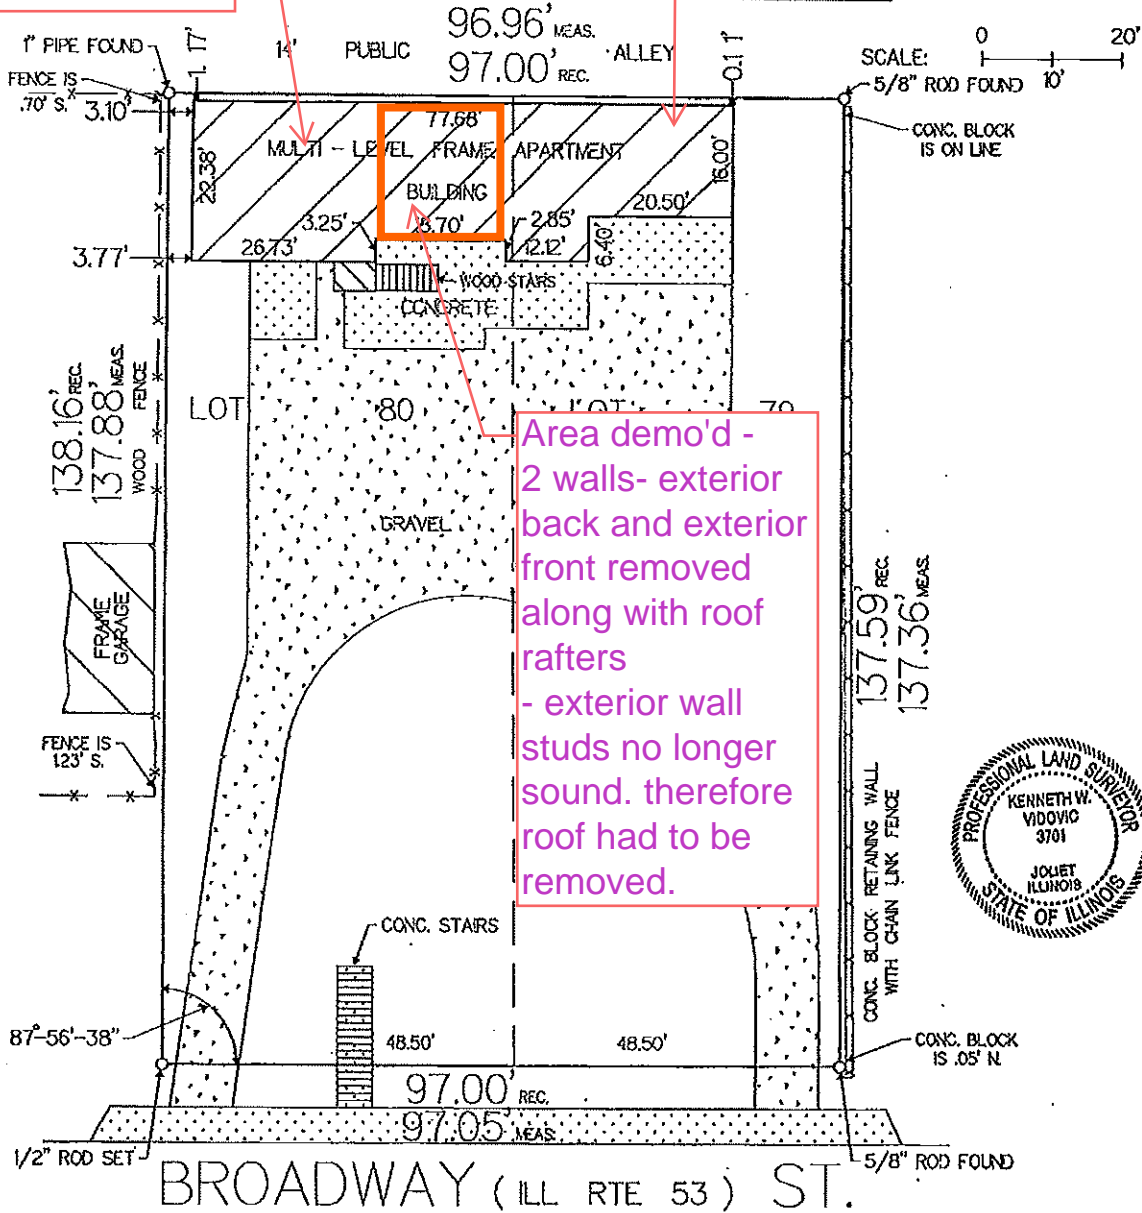 96.96' MEAS.
97.00' REC.
14' PUBLIC ALLEY
1" PIPE FOUND
1.17'
0.11'
SCALE:
0 10' 20'
FENCE IS
.70' S.
5/8" ROD FOUND
CONC. BLOCK
IS ON LINE
3.10'
77.68'
MULTI - LEVEL FRAME APARTMENT
BUILDING
22.38'
16.00'
20.50'
3.25'
2.85'
26.73'
12.12'
6.40'
3.77'
WOOD STAIRS
CONCRETE
138.16' REC.
137.88' MEAS.
WOOD FENCE
LOT 80
LOT 79
GRAVEL
Area demo'd -
2 walls- exterior
back and exterior
front removed
along with roof
rafters
- exterior wall
studs no longer
sound. therefore
roof had to be
removed.
FRAME
GARAGE
137.59' REC.
137.36' MEAS.
FENCE IS
1.23' S.
CONC. BLOCK RETAINING WALL
WITH CHAIN LINK FENCE
PROFESSIONAL LAND SURVEYOR
KENNETH W.
VIDOVIC
3701
JOLIET
ILLINOIS
STATE OF ILLINOIS
CONC. STAIRS
87°-56'-38"
48.50'
48.50'
CONC. BLOCK
IS .05' N.
97.00' REC.
97.05' MEAS.
1/2" ROD SET
5/8" ROD FOUND
BROADWAY ( ILL RTE 53 ) ST.